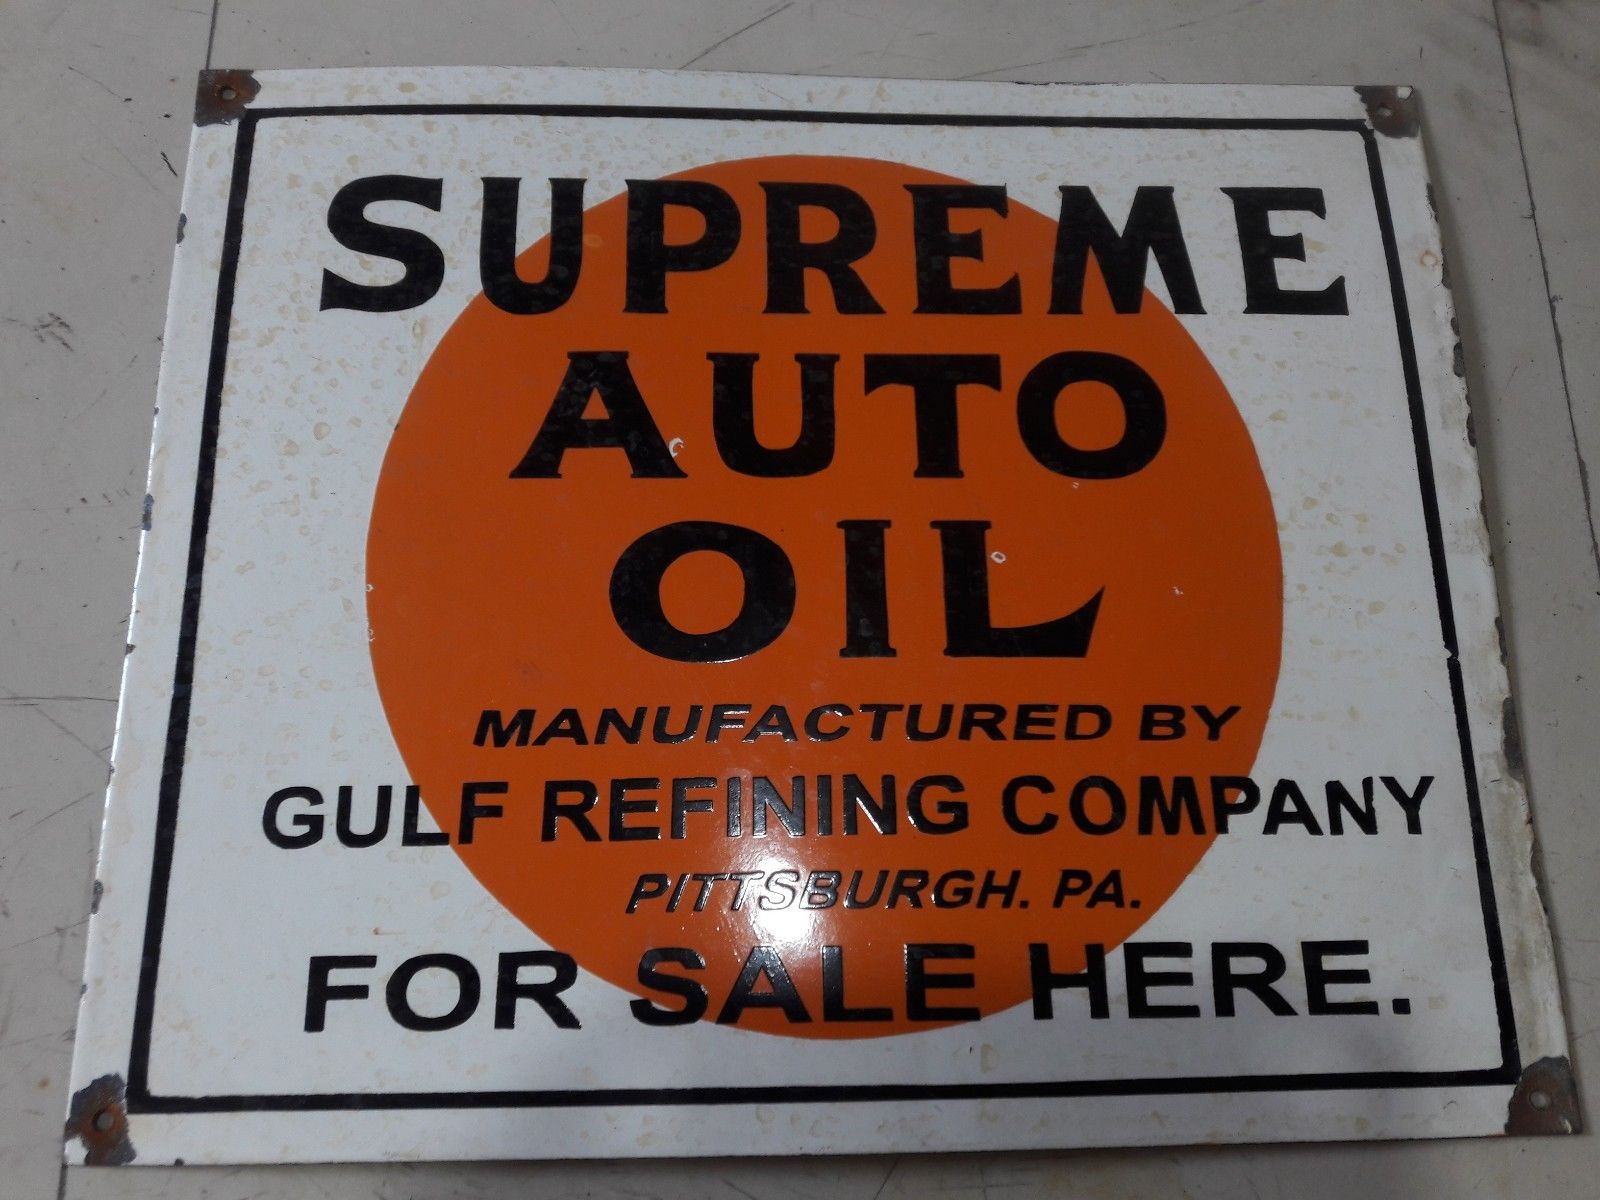 SUPREME
AUTO
OIL
MANUFACTURED BY
GULF REFINING COMPANY
PITTSBURGH. PA.
FOR SALE HERE.